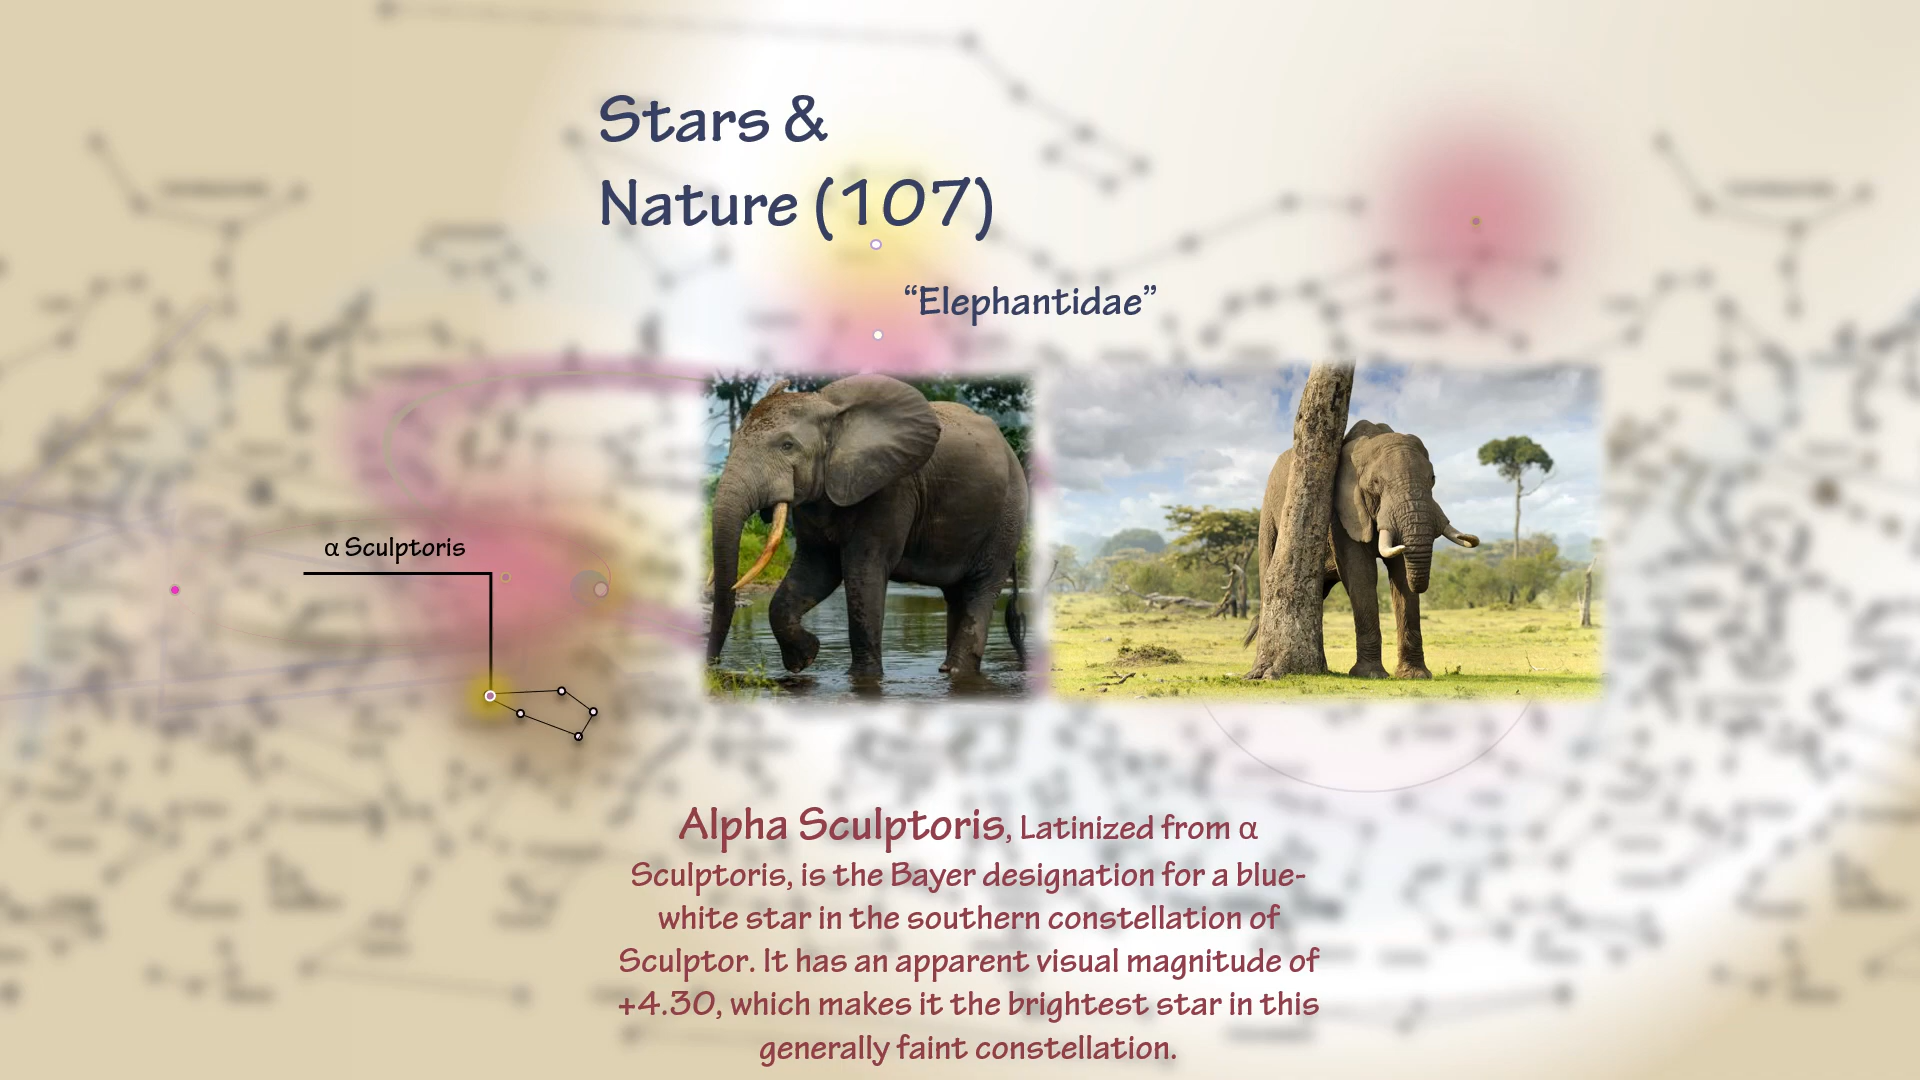 Stars &
Nature (107)
“Elephantidae”
α Sculptoris
Alpha Sculptoris, Latinized from α
Sculptoris, is the Bayer designation for a blue-
white star in the southern constellation of
Sculptor. It has an apparent visual magnitude of
+4.30, which makes it the brightest star in this
generally faint constellation.